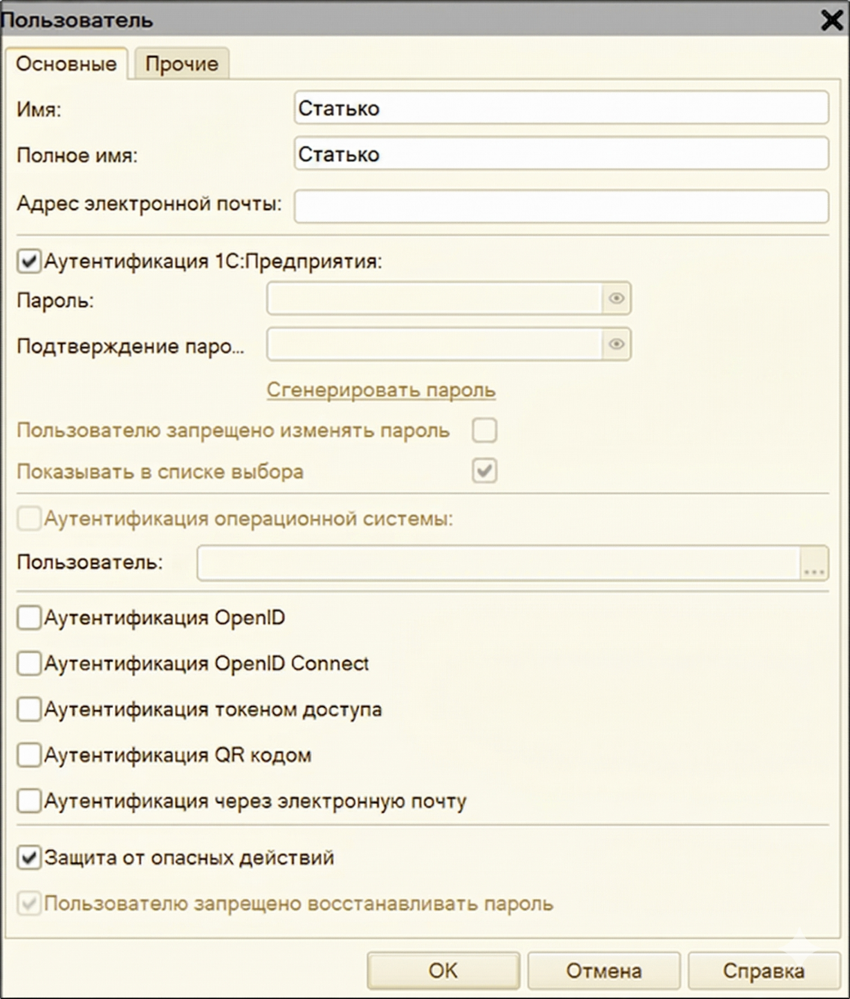 Пользователь
Основные Прочие
Имя: Статько
Полное имя: Статько
Адрес электронной почты:
Аутентификация 1С:Предприятия:
Пароль:
Подтверждение паро...
Сгенерировать пароль
Пользователю запрещено изменять пароль
Показывать в списке выбора
Аутентификация операционной системы:
Пользователь: ...
Аутентификация OpenID
Аутентификация OpenID Connect
Аутентификация токеном доступа
Аутентификация QR кодом
Аутентификация через электронную почту
Защита от опасных действий
Пользователю запрещено восстанавливать пароль
OK Отмена Справка